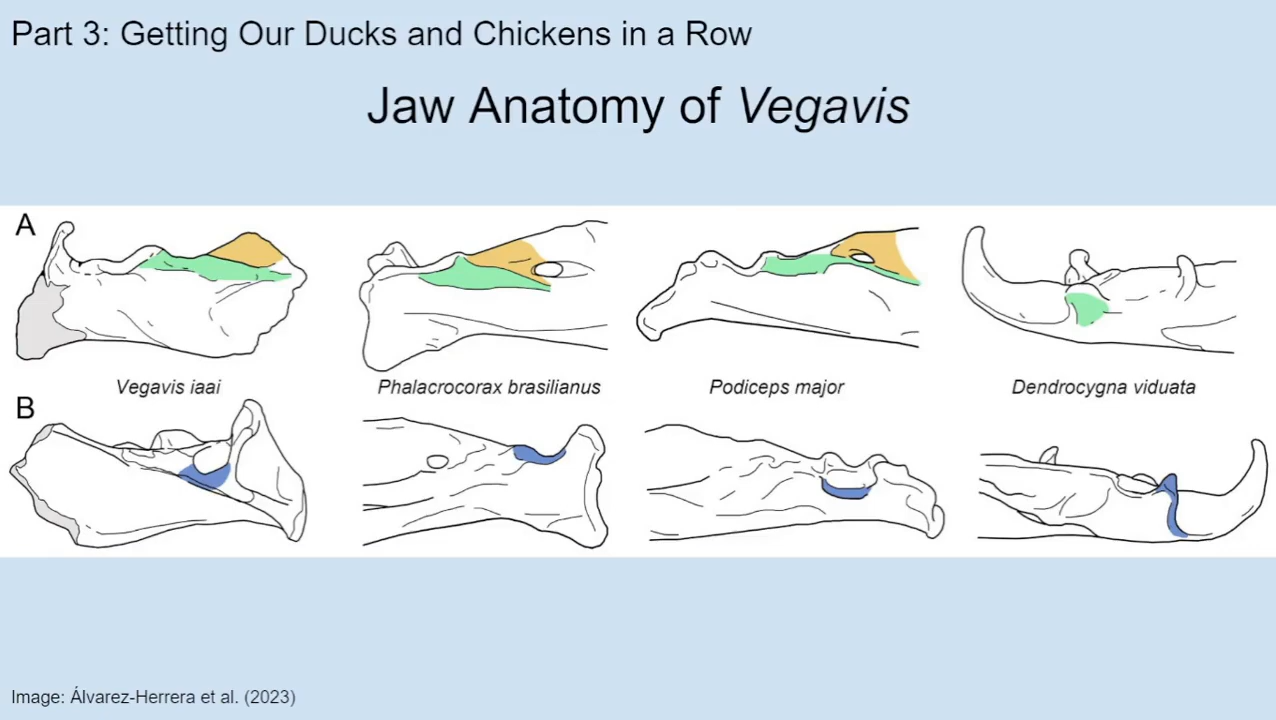 Part 3: Getting Our Ducks and Chickens in a Row
Jaw Anatomy of Vegavis
A
Vegavis iaai
Phalacrocorax brasilianus
Podiceps major
Dendrocygna viduata
B
Image: Álvarez-Herrera et al. (2023)